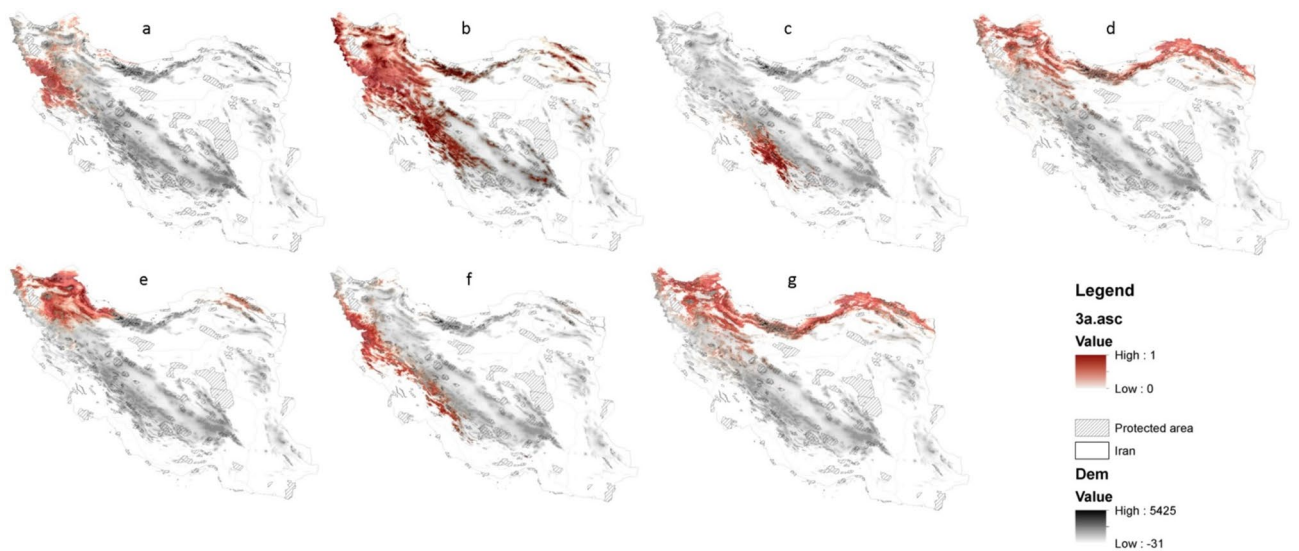 a
b
c
d
e
f
g
Legend
3a.asc
Value
High : 1
Low : 0
Protected area
Iran
Dem
Value
High : 5425
Low : -31